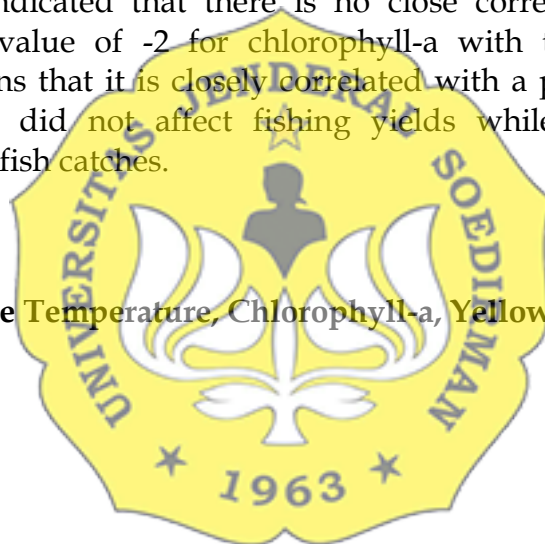 ndicated that there is no close corre
value of -2 for chlorophyll-a with t
ns that it is closely correlated with a p
did not affect fishing yields while
fish catches.
e Temperature, Chlorophyll-a, Yellow
UNIVERSITAS JENDERAL SOEDIRMAN
1963